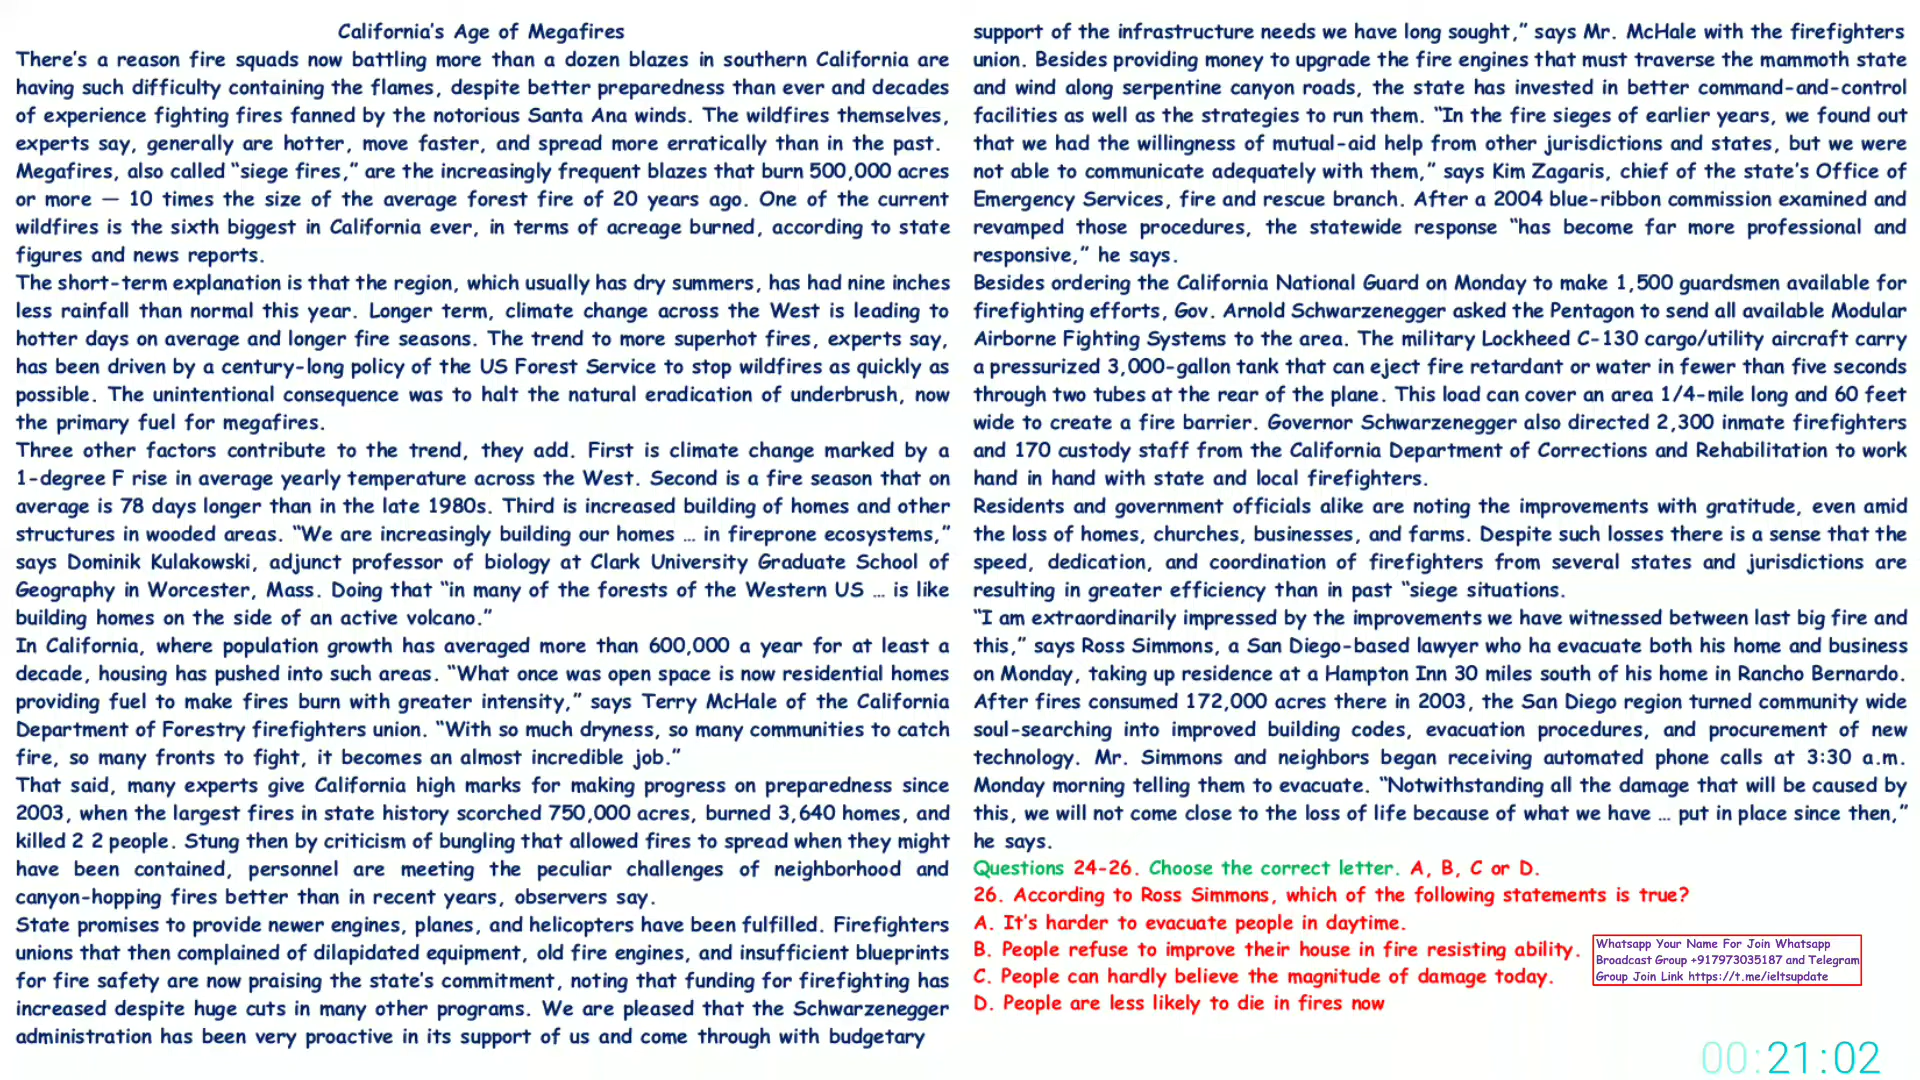 California's Age of Megafires
There's a reason fire squads now battling more than a dozen blazes in southern California are
having such difficulty containing the flames, despite better preparedness than ever and decades
of experience fighting fires fanned by the notorious Santa Ana winds. The wildfires themselves,
experts say, generally are hotter, move faster, and spread more erratically than in the past.
Megafires, also called "siege fires," are the increasingly frequent blazes that burn 500,000 acres
or more — 10 times the size of the average forest fire of 20 years ago. One of the current
wildfires is the sixth biggest in California ever, in terms of acreage burned, according to state
figures and news reports.
The short-term explanation is that the region, which usually has dry summers, has had nine inches
less rainfall than normal this year. Longer term, climate change across the West is leading to
hotter days on average and longer fire seasons. The trend to more superhot fires, experts say,
has been driven by a century-long policy of the US Forest Service to stop wildfires as quickly as
possible. The unintentional consequence was to halt the natural eradication of underbrush, now
the primary fuel for megafires.
Three other factors contribute to the trend, they add. First is climate change marked by a
1-degree F rise in average yearly temperature across the West. Second is a fire season that on
average is 78 days longer than in the late 1980s. Third is increased building of homes and other
structures in wooded areas. "We are increasingly building our homes … in fireprone ecosystems,"
says Dominik Kulakowski, adjunct professor of biology at Clark University Graduate School of
Geography in Worcester, Mass. Doing that "in many of the forests of the Western US … is like
building homes on the side of an active volcano."
In California, where population growth has averaged more than 600,000 a year for at least a
decade, housing has pushed into such areas. "What once was open space is now residential homes
providing fuel to make fires burn with greater intensity," says Terry McHale of the California
Department of Forestry firefighters union. "With so much dryness, so many communities to catch
fire, so many fronts to fight, it becomes an almost incredible job."
That said, many experts give California high marks for making progress on preparedness since
2003, when the largest fires in state history scorched 750,000 acres, burned 3,640 homes, and
killed 2 2 people. Stung then by criticism of bungling that allowed fires to spread when they might
have been contained, personnel are meeting the peculiar challenges of neighborhood and
canyon-hopping fires better than in recent years, observers say.
State promises to provide newer engines, planes, and helicopters have been fulfilled. Firefighters
unions that then complained of dilapidated equipment, old fire engines, and insufficient blueprints
for fire safety are now praising the state's commitment, noting that funding for firefighting has
increased despite huge cuts in many other programs. We are pleased that the Schwarzenegger
administration has been very proactive in its support of us and come through with budgetary
support of the infrastructure needs we have long sought," says Mr. McHale with the firefighters
union. Besides providing money to upgrade the fire engines that must traverse the mammoth state
and wind along serpentine canyon roads, the state has invested in better command-and-control
facilities as well as the strategies to run them. "In the fire sieges of earlier years, we found out
that we had the willingness of mutual-aid help from other jurisdictions and states, but we were
not able to communicate adequately with them," says Kim Zagaris, chief of the state's Office of
Emergency Services, fire and rescue branch. After a 2004 blue-ribbon commission examined and
revamped those procedures, the statewide response "has become far more professional and
responsive," he says.
Besides ordering the California National Guard on Monday to make 1,500 guardsmen available for
firefighting efforts, Gov. Arnold Schwarzenegger asked the Pentagon to send all available Modular
Airborne Fighting Systems to the area. The military Lockheed C-130 cargo/utility aircraft carry
a pressurized 3,000-gallon tank that can eject fire retardant or water in fewer than five seconds
through two tubes at the rear of the plane. This load can cover an area 1/4-mile long and 60 feet
wide to create a fire barrier. Governor Schwarzenegger also directed 2,300 inmate firefighters
and 170 custody staff from the California Department of Corrections and Rehabilitation to work
hand in hand with state and local firefighters.
Residents and government officials alike are noting the improvements with gratitude, even amid
the loss of homes, churches, businesses, and farms. Despite such losses there is a sense that the
speed, dedication, and coordination of firefighters from several states and jurisdictions are
resulting in greater efficiency than in past "siege situations.
"I am extraordinarily impressed by the improvements we have witnessed between last big fire and
this," says Ross Simmons, a San Diego-based lawyer who ha evacuate both his home and business
on Monday, taking up residence at a Hampton Inn 30 miles south of his home in Rancho Bernardo.
After fires consumed 172,000 acres there in 2003, the San Diego region turned community wide
soul-searching into improved building codes, evacuation procedures, and procurement of new
technology. Mr. Simmons and neighbors began receiving automated phone calls at 3:30 a.m.
Monday morning telling them to evacuate. "Notwithstanding all the damage that will be caused by
this, we will not come close to the loss of life because of what we have … put in place since then,"
he says.
Questions 24-26. Choose the correct letter. A, B, C or D.
26. According to Ross Simmons, which of the following statements is true?
A. It's harder to evacuate people in daytime.
B. People refuse to improve their house in fire resisting ability.
C. People can hardly believe the magnitude of damage today.
D. People are less likely to die in fires now
Whatsapp Your Name For Join Whatsapp
Broadcast Group +917973035187 and Telegram
Group Join Link https://t.me/ieltsupdate
00:21:02